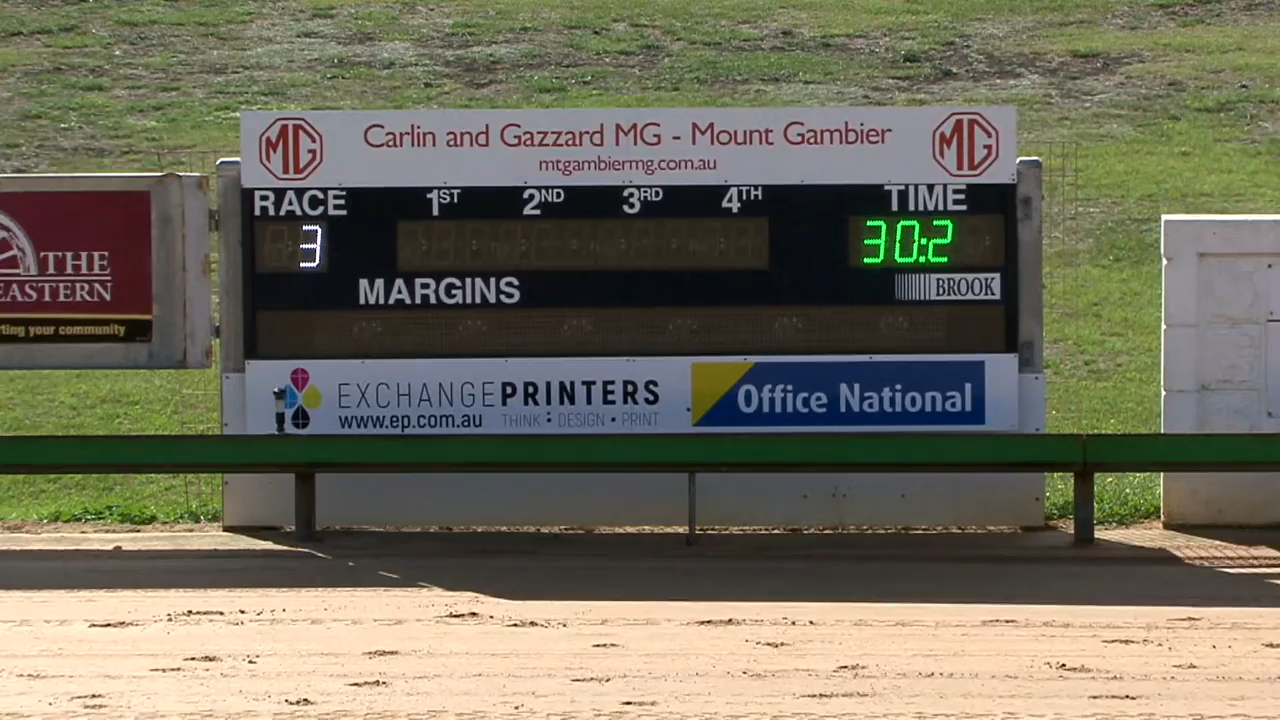 MG Carlin and Gazzard MG - Mount Gambier MG
mtgambiermg.com.au
RACE 1ST 2ND 3RD 4TH TIME
3 30:2
MARGINS BROOK
THE
EASTERN
rting your community
EXCHANGEPRINTERS
www.ep.com.au THINK : DESIGN • PRINT
Office National